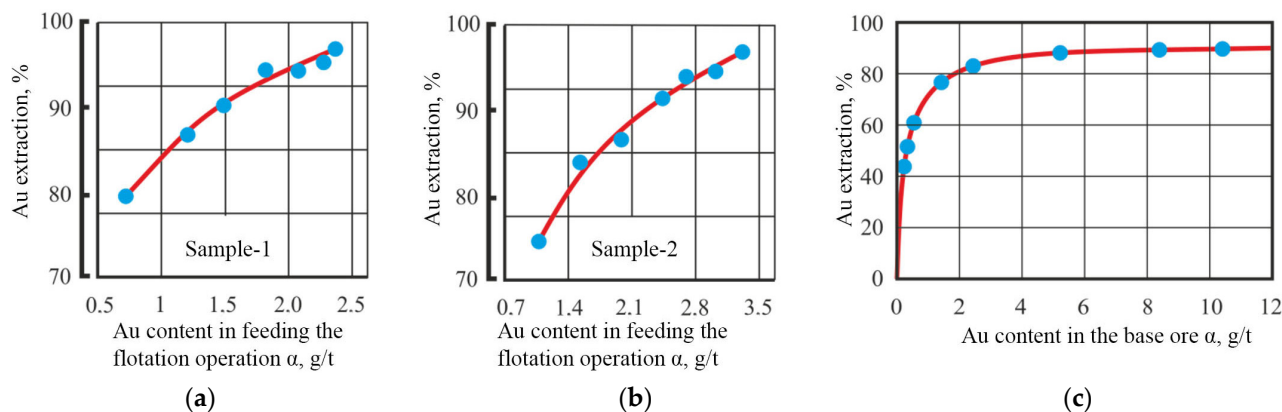 Au extraction, %
100
90
80
70
Sample-1
0.5 1 1.5 2.0 2.5
Au content in feeding the
flotation operation α, g/t
(a)
Au extraction, %
100
90
80
70
Sample-2
0.7 1.4 2.1 2.8 3.5
Au content in feeding the
flotation operation α, g/t
(b)
Au extraction, %
100
80
60
40
20
0
0 2 4 6 8 10 12
Au content in the base ore α, g/t
(c)